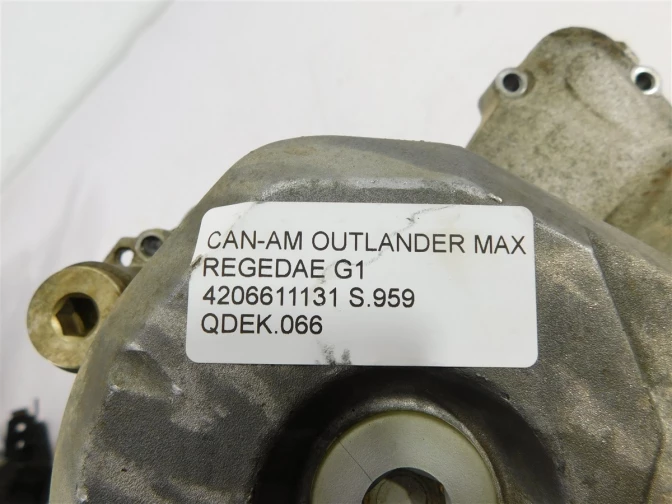 CAN-AM OUTLANDER MAX
REGEDAE G1
4206611131 S.959
QDEK.066